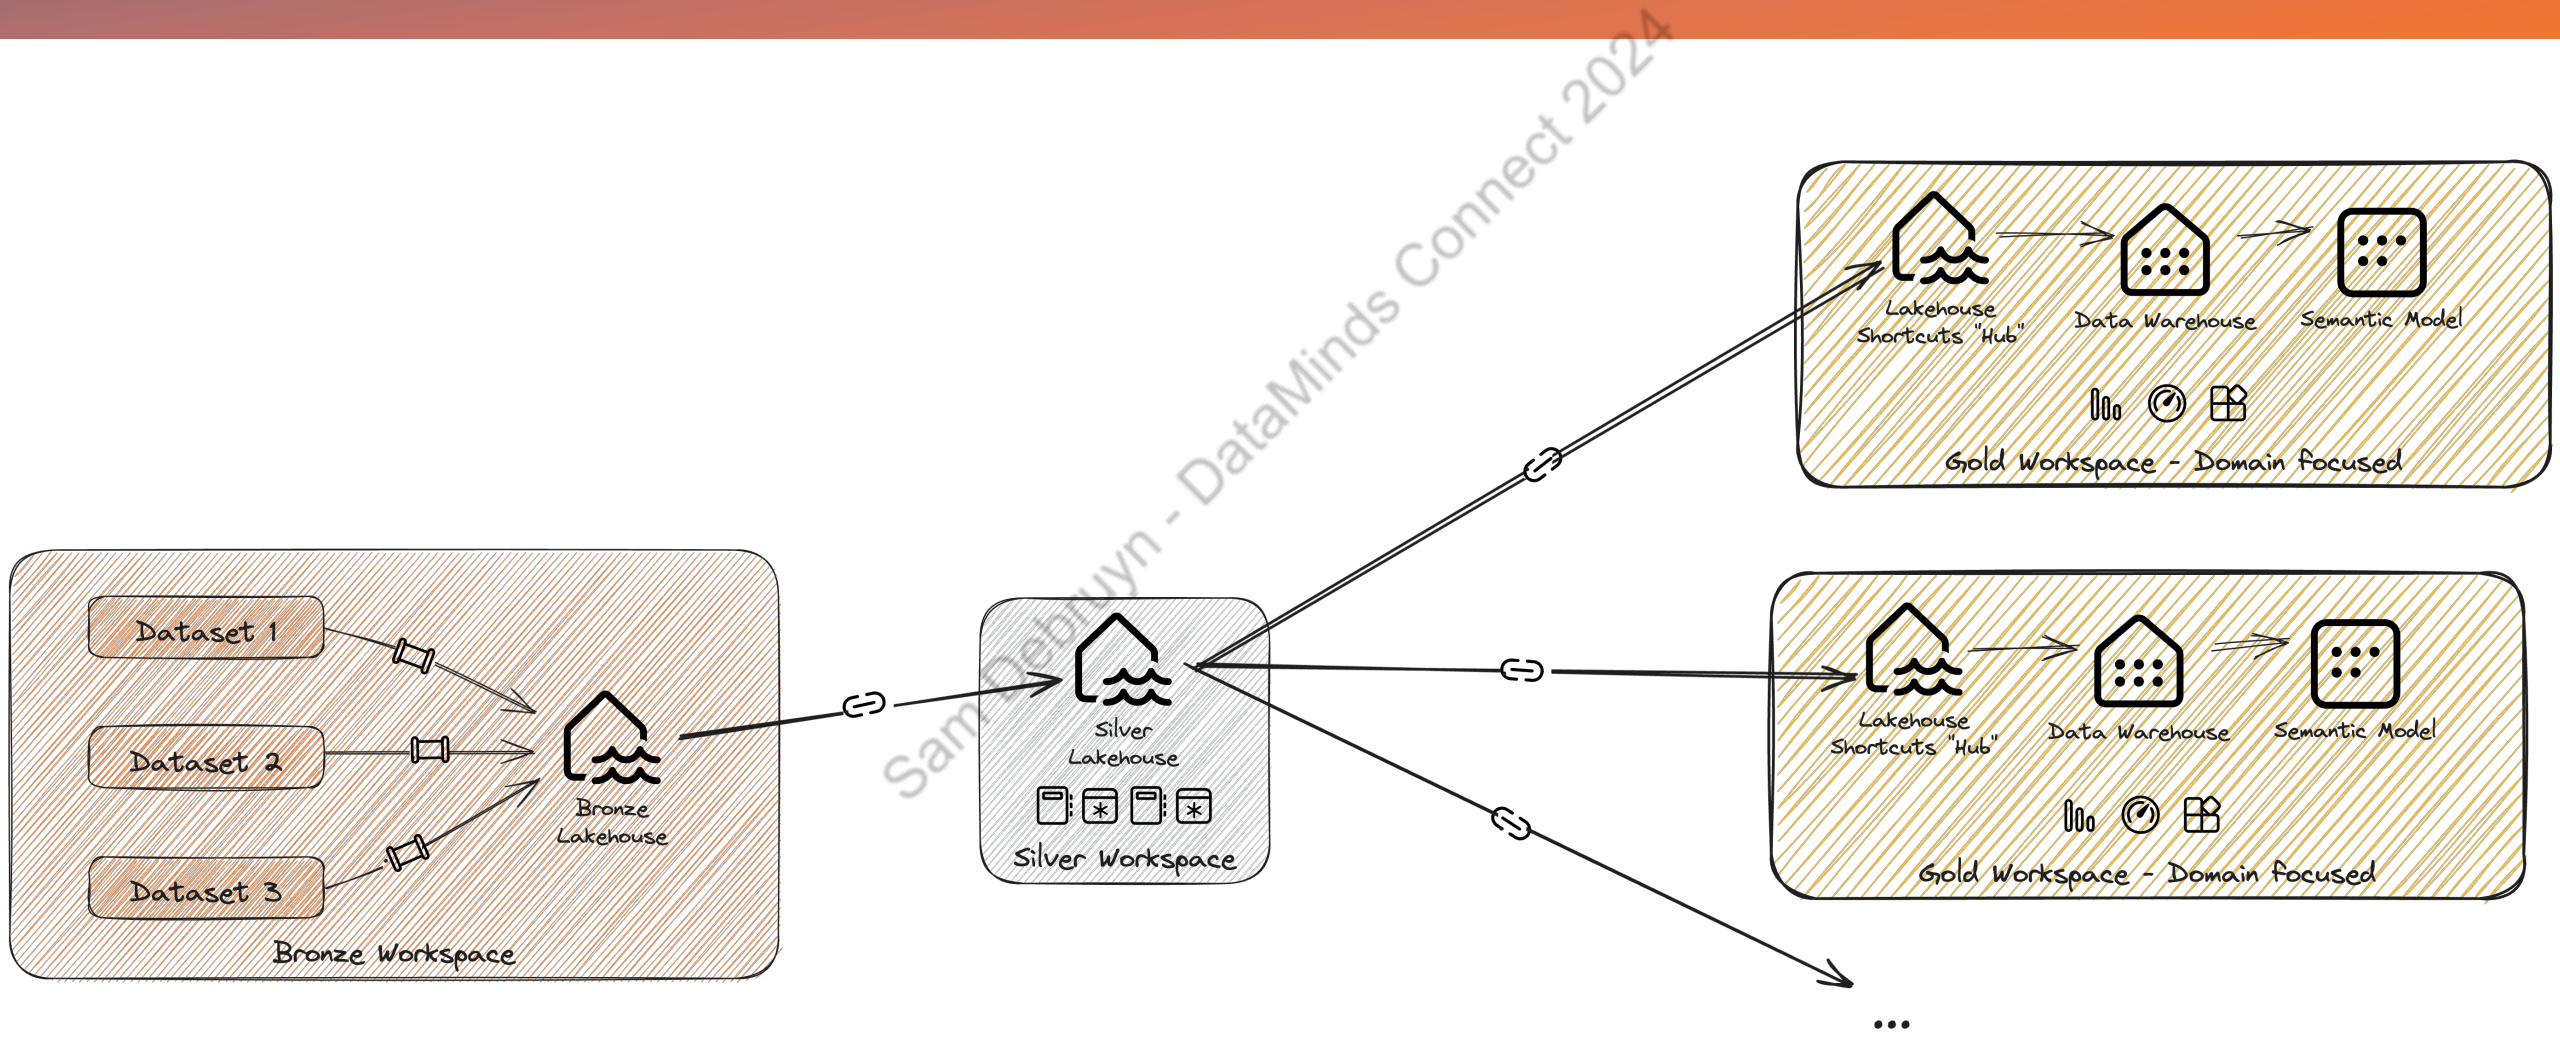 Sam Debruyn - DataMinds Connect 2024
Dataset 1
Dataset 2
Dataset 3
Bronze
Lakehouse
Bronze Workspace
Silver
Lakehouse
Silver Workspace
Lakehouse
Shortcuts "Hub"
Data Warehouse
Semantic Model
Gold Workspace - Domain focused
Lakehouse
Shortcuts "Hub"
Data Warehouse
Semantic Model
Gold Workspace - Domain focused
...